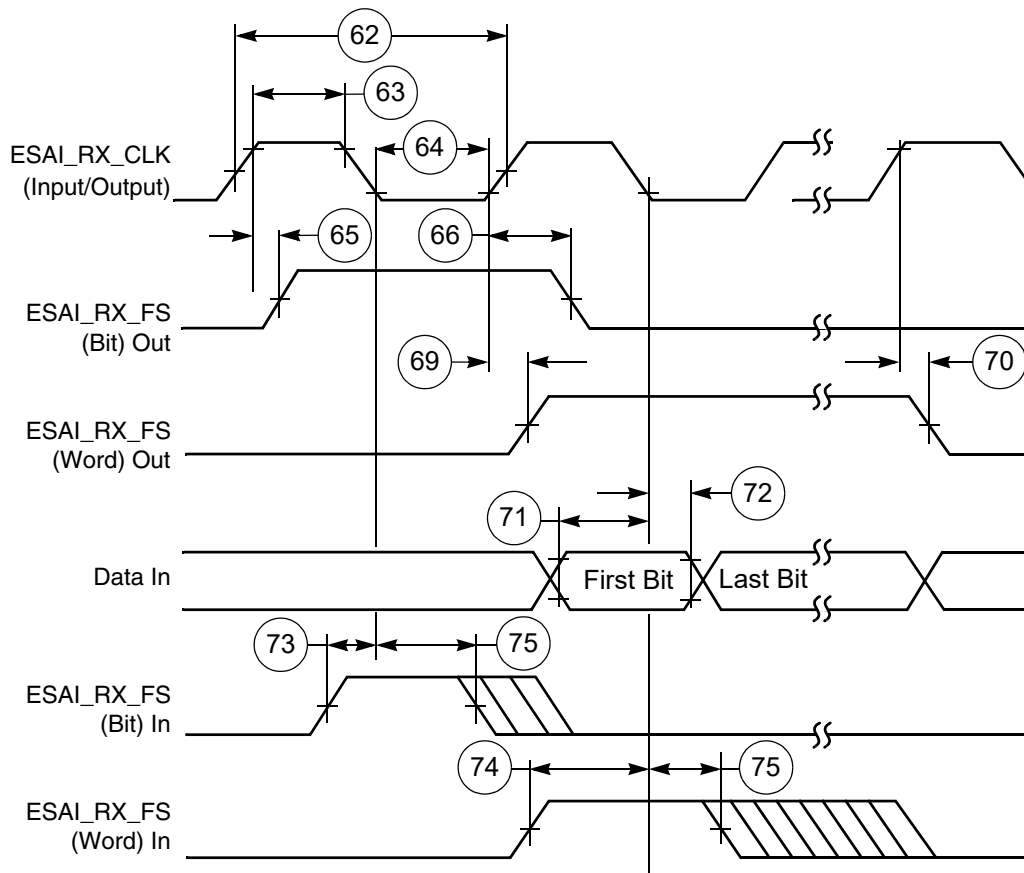 62
63
ESAI_RX_CLK
(Input/Output)
64
65
66
ESAI_RX_FS
(Bit) Out
69
70
ESAI_RX_FS
(Word) Out
71
72
Data In
First Bit
Last Bit
73
75
ESAI_RX_FS
(Bit) In
74
75
ESAI_RX_FS
(Word) In